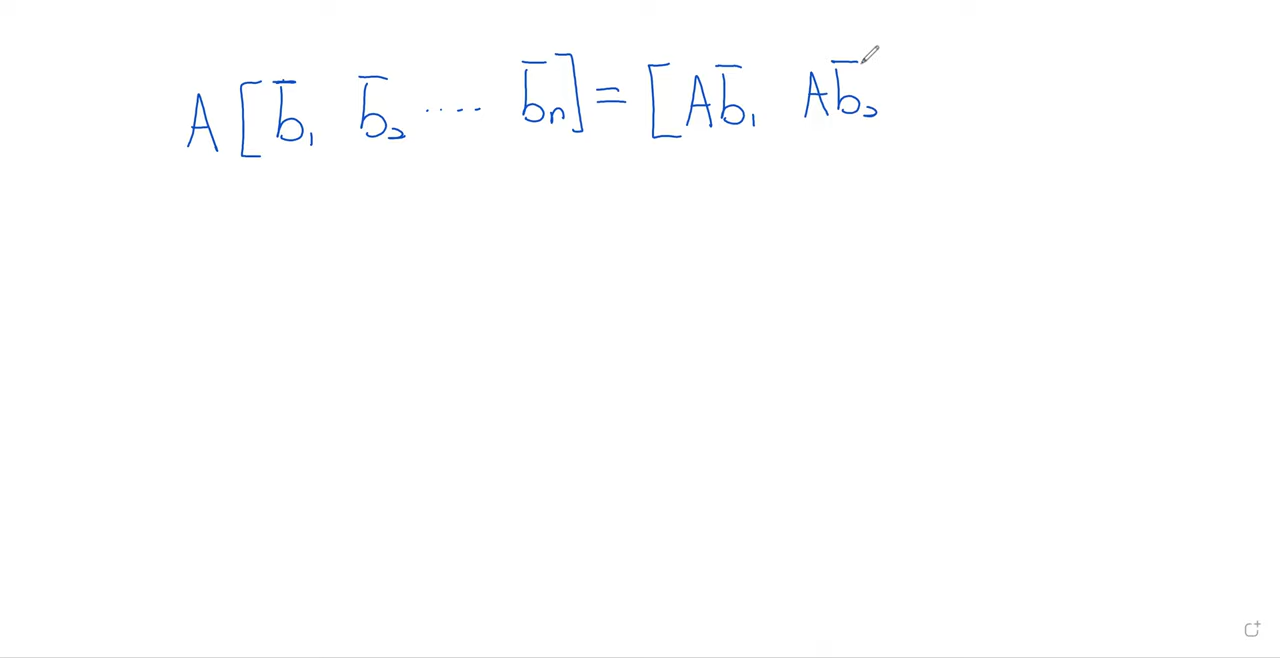 A [b̄₁ b̄₂ .... b̄n] = [Ab̄₁ Ab̄₂